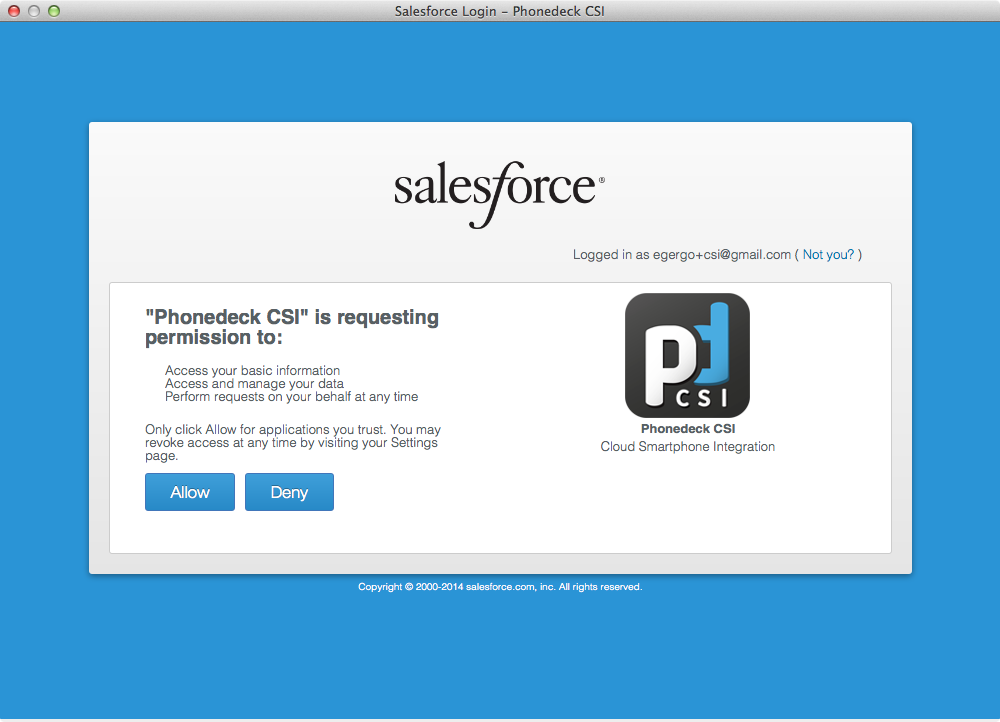 Salesforce Login – Phonedeck CSI
salesforce®
Logged in as egergo+csi@gmail.com ( Not you? )
"Phonedeck CSI" is requesting
permission to:
Access your basic information
Access and manage your data
Perform requests on your behalf at any time
Only click Allow for applications you trust. You may
revoke access at any time by visiting your Settings
page.
Allow Deny
pd
CSI
Phonedeck CSI
Cloud Smartphone Integration
Copyright © 2000-2014 salesforce.com, inc. All rights reserved.